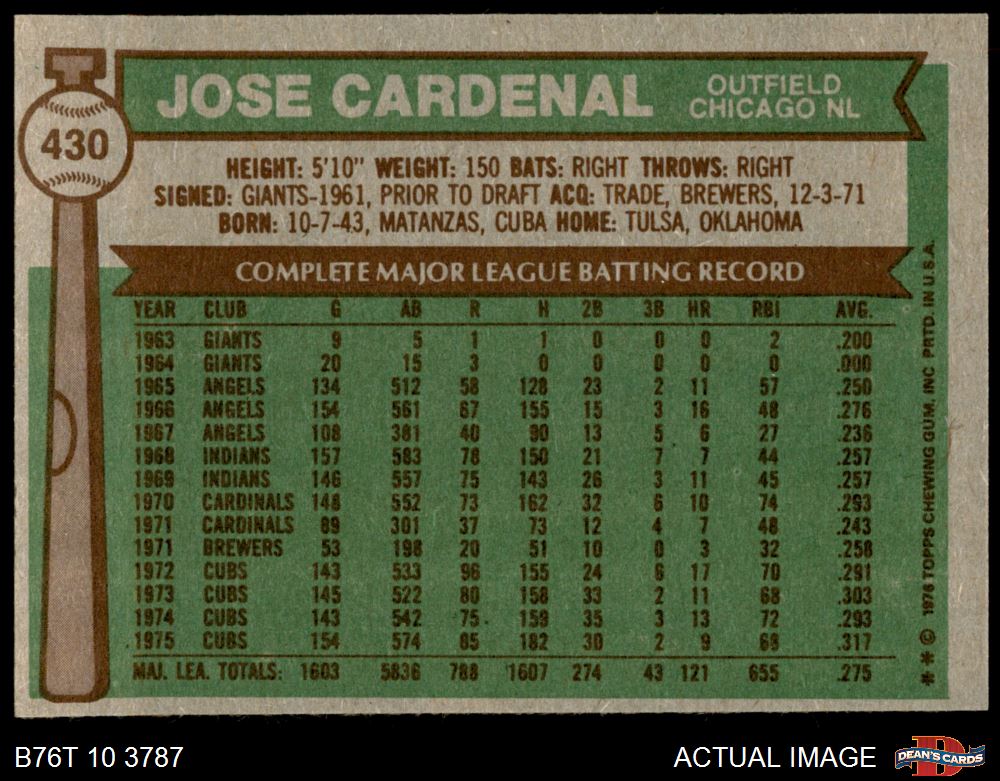 JOSE CARDENAL
OUTFIELD
CHICAGO NL
430
HEIGHT: 5'10" WEIGHT: 150 BATS: RIGHT THROWS: RIGHT
SIGNED: GIANTS-1961, PRIOR TO DRAFT ACQ: TRADE, BREWERS, 12-3-71
BORN: 10-7-43, MATANZAS, CUBA HOME: TULSA, OKLAHOMA
COMPLETE MAJOR LEAGUE BATTING RECORD
YEAR CLUB G AB R H 2B 3B HR RBI AVG.
1963 GIANTS 9 5 1 1 0 0 0 2 .200
1964 GIANTS 20 15 3 0 0 0 0 0 .000
1965 ANGELS 134 512 58 128 23 2 11 57 .250
1966 ANGELS 154 561 67 155 15 3 16 48 .276
1967 ANGELS 108 381 40 90 13 5 6 27 .236
1968 INDIANS 157 583 78 150 21 7 7 44 .257
1969 INDIANS 146 557 75 143 26 3 11 45 .257
1970 CARDINALS 148 552 73 162 32 6 10 74 .293
1971 CARDINALS 89 301 37 73 12 4 7 48 .243
1971 BREWERS 53 198 20 51 10 0 3 32 .258
1972 CUBS 143 533 96 155 24 6 17 70 .291
1973 CUBS 145 522 80 158 33 2 11 68 .303
1974 CUBS 143 542 75 159 35 3 13 72 .293
1975 CUBS 154 574 85 182 30 2 9 68 .317
MAJ. LEA. TOTALS: 1603 5836 788 1607 274 43 121 655 .275
** © 1976 TOPPS CHEWING GUM, INC PRTD. IN U.S.A.
B76T 10 3787
ACTUAL IMAGE
D
DEAN'S CARDS